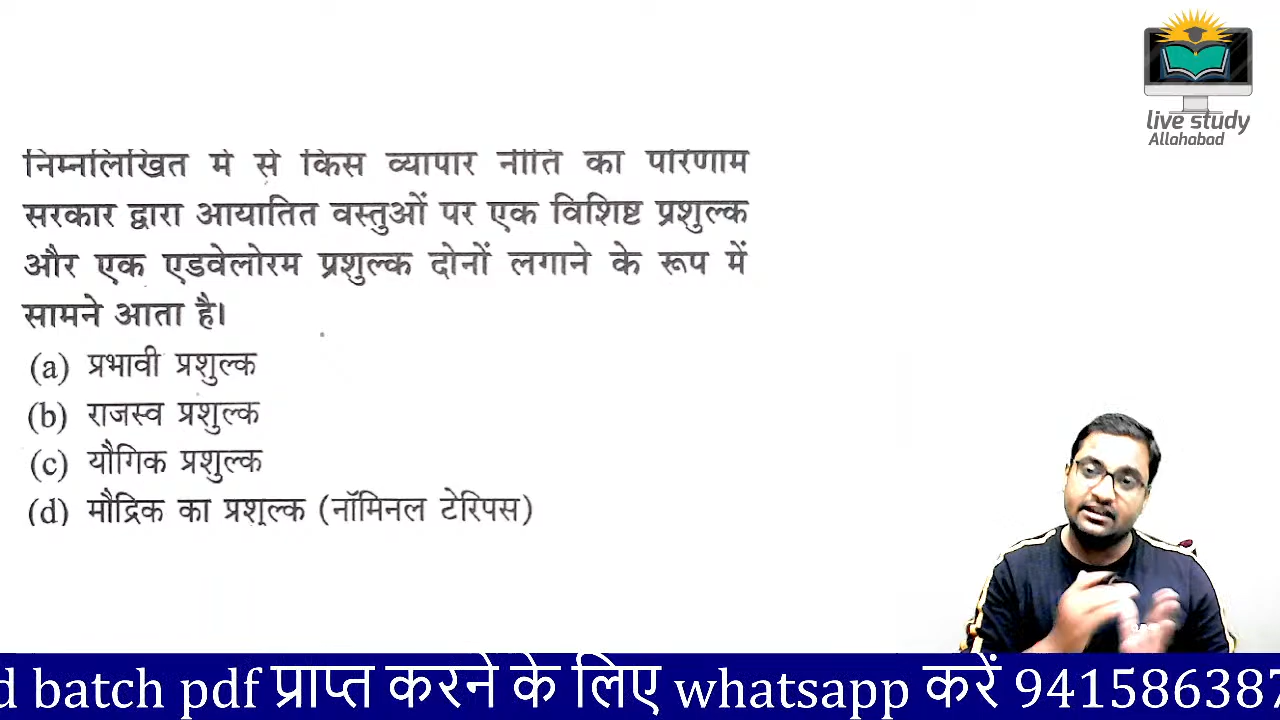 live study
Allahabad
निम्नलिखित में से किस व्यापार नीति का परिणाम
सरकार द्वारा आयातित वस्तुओं पर एक विशिष्ट प्रशुल्क
और एक एडवेलोरम प्रशुल्क दोनों लगाने के रूप में
सामने आता है।
(a) प्रभावी प्रशुल्क
(b) राजस्व प्रशुल्क
(c) यौगिक प्रशुल्क
(d) मौद्रिक का प्रशुल्क (नॉमिनल टेरिपस)
d batch pdf प्राप्त करने के लिए whatsapp करें 941586387